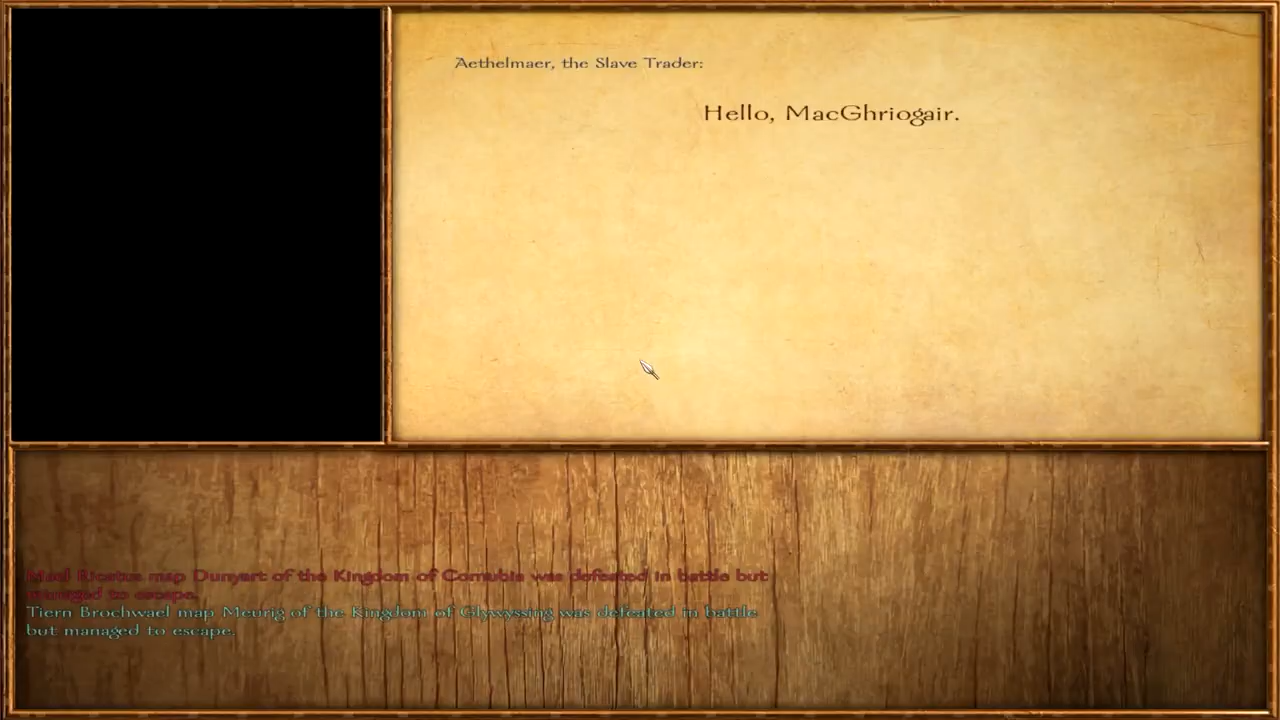 Aethelmaer, the Slave Trader:
Hello, MacGhriogair.
Mael Ricatus map Dunyart of the Kingdom of Cornubia was defeated in battle but
managed to escape.
Tiern Brochwael map Meurig of the Kingdom of Glywyssing was defeated in battle
but managed to escape.